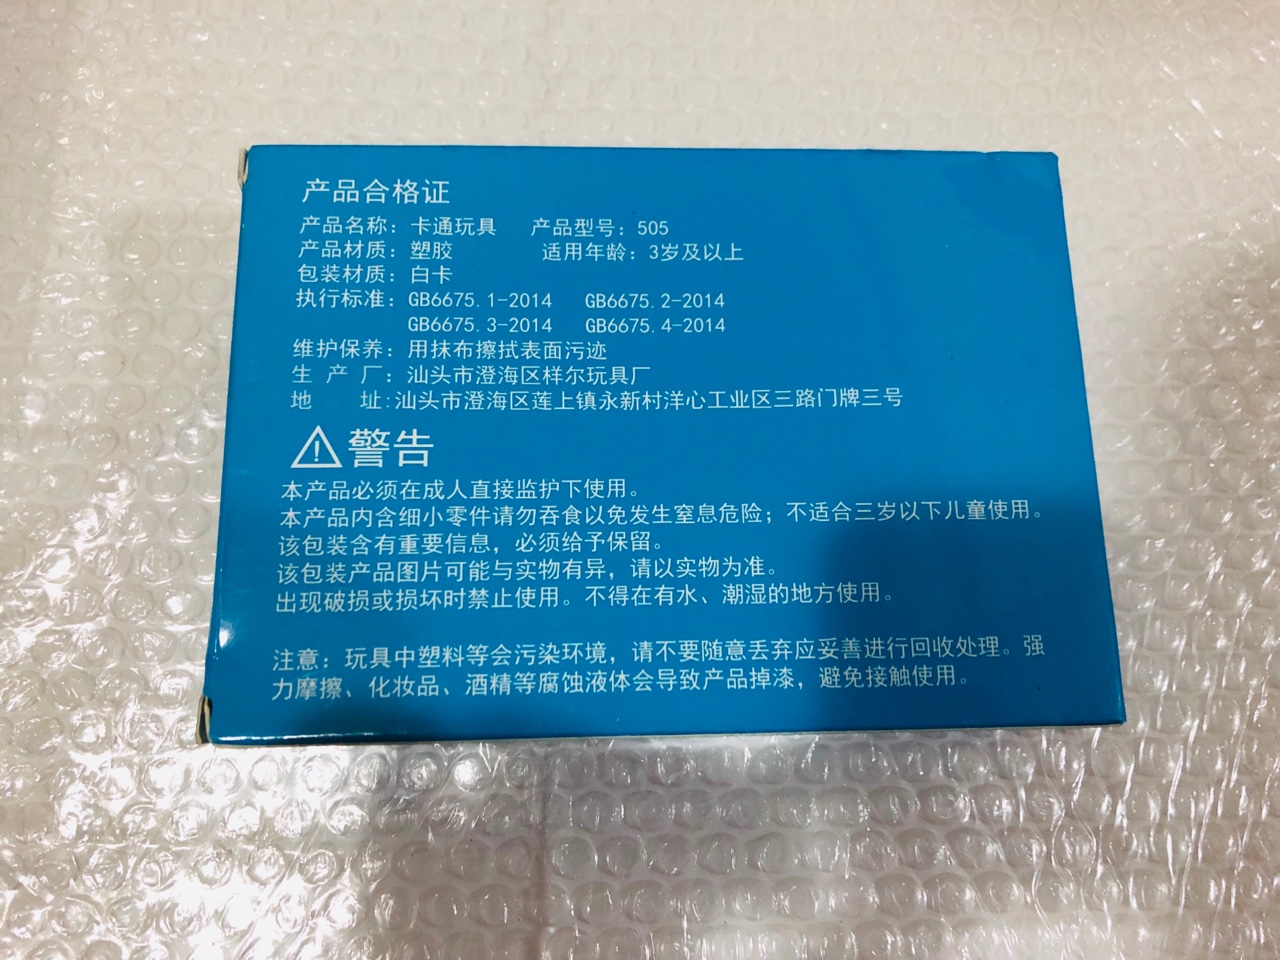 产品合格证
产品名称：卡通玩具 产品型号：505
产品材质：塑胶 适用年龄：3岁及以上
包装材质：白卡
执行标准：GB6675.1-2014 GB6675.2-2014
GB6675.3-2014 GB6675.4-2014
维护保养：用抹布擦拭表面污迹
生产厂：汕头市澄海区样尔玩具厂
地 址：汕头市澄海区莲上镇永新村洋心工业区三路门牌三号
警告
本产品必须在成人直接监护下使用。
本产品内含细小零件请勿吞食以免发生窒息危险；不适合三岁以下儿童使用。
该包装含有重要信息，必须给予保留。
该包装产品图片可能与实物有异，请以实物为准。
出现破损或损坏时禁止使用。不得在有水、潮湿的地方使用。
注意：玩具中塑料等会污染环境，请不要随意丢弃应妥善进行回收处理。强
力摩擦、化妆品、酒精等腐蚀液体会导致产品掉漆，避免接触使用。